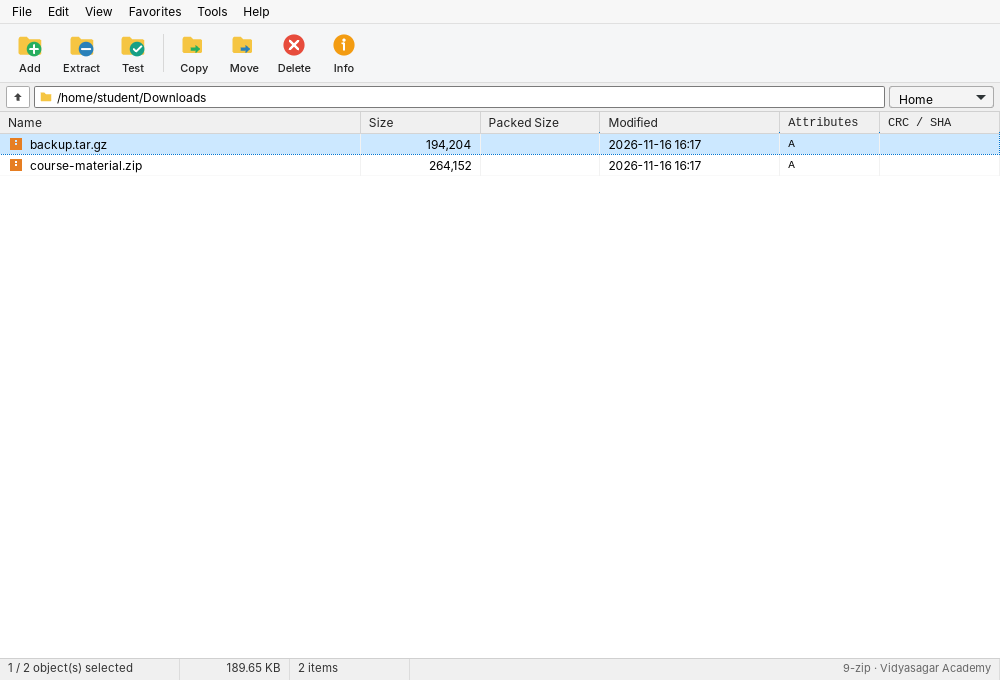 File Edit View Favorites Tools Help
Add Extract Test Copy Move Delete Info
/home/student/Downloads Home
Name Size Packed Size Modified Attributes CRC / SHA
backup.tar.gz 194,204 2026-11-16 16:17 A
course-material.zip 264,152 2026-11-16 16:17 A
1 / 2 object(s) selected 189.65 KB 2 items 9-zip · Vidyasagar Academy